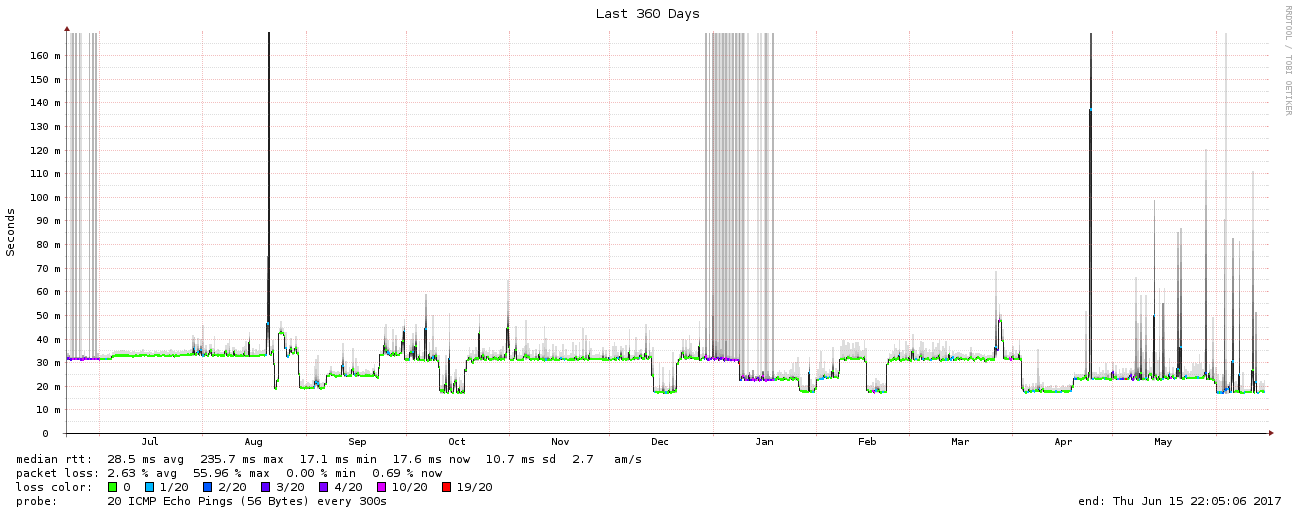 Last 360 Days
RRDTOOL / TOBI OETIKER
Seconds
160 m
150 m
140 m
130 m
120 m
110 m
100 m
90 m
80 m
70 m
60 m
50 m
40 m
30 m
20 m
10 m
0
Jul Aug Sep Oct Nov Dec Jan Feb Mar Apr May
median rtt: 28.5 ms avg 235.7 ms max 17.1 ms min 17.6 ms now 10.7 ms sd 2.7 am/s
packet loss: 2.63 % avg 55.96 % max 0.00 % min 0.69 % now
loss color: 0 1/20 2/20 3/20 4/20 10/20 19/20
probe: 20 ICMP Echo Pings (56 Bytes) every 300s end: Thu Jun 15 22:05:06 2017